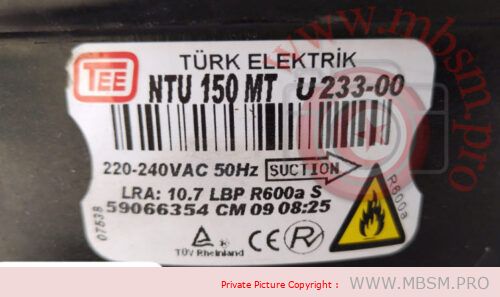 TEE
TÜRK ELEKTRİK
NTU 150 MT U 233-00
220-240VAC 50Hz SUCTION
LRA: 10.7 LBP R600a S
59066354 CM 09 08:25
07538
TÜV Rheinland
CE
R600a
www.mbsm.pro
Private Picture Copyright :
WWW.MBSM.PRO